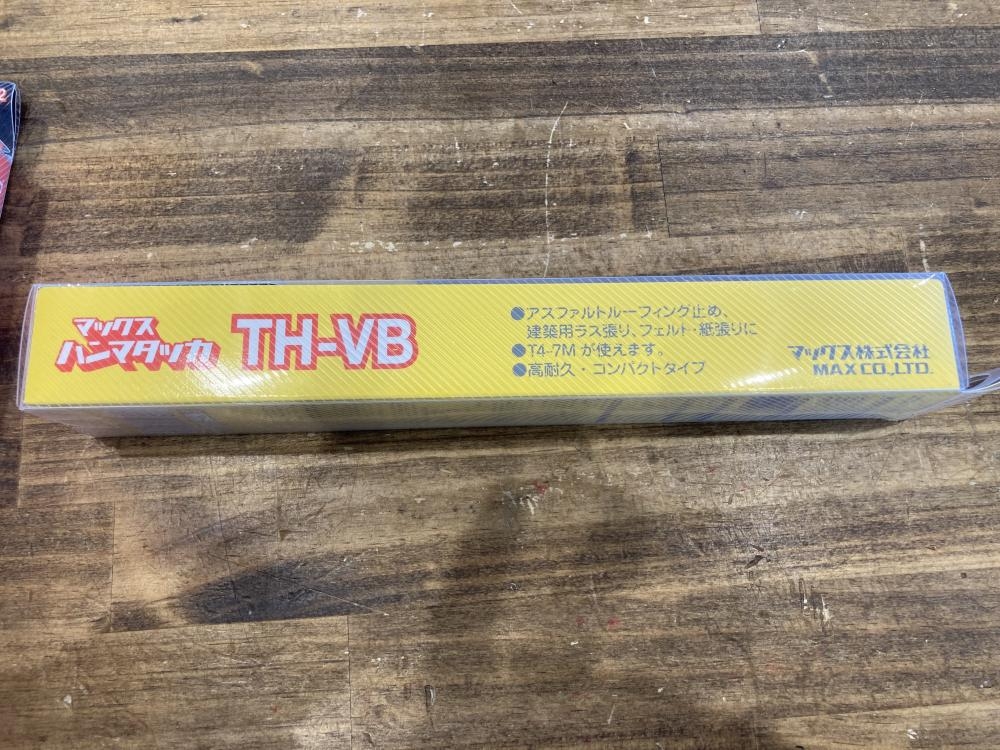 マックス
ハンマタッカ
TH-VB
●アスファルトルーフィング止め、
建築用ラス張り、フェルト・紙張りに
●T4-7Mが使えます。
●高耐久・コンパクトタイプ
マックス株式会社
MAX CO.,LTD.